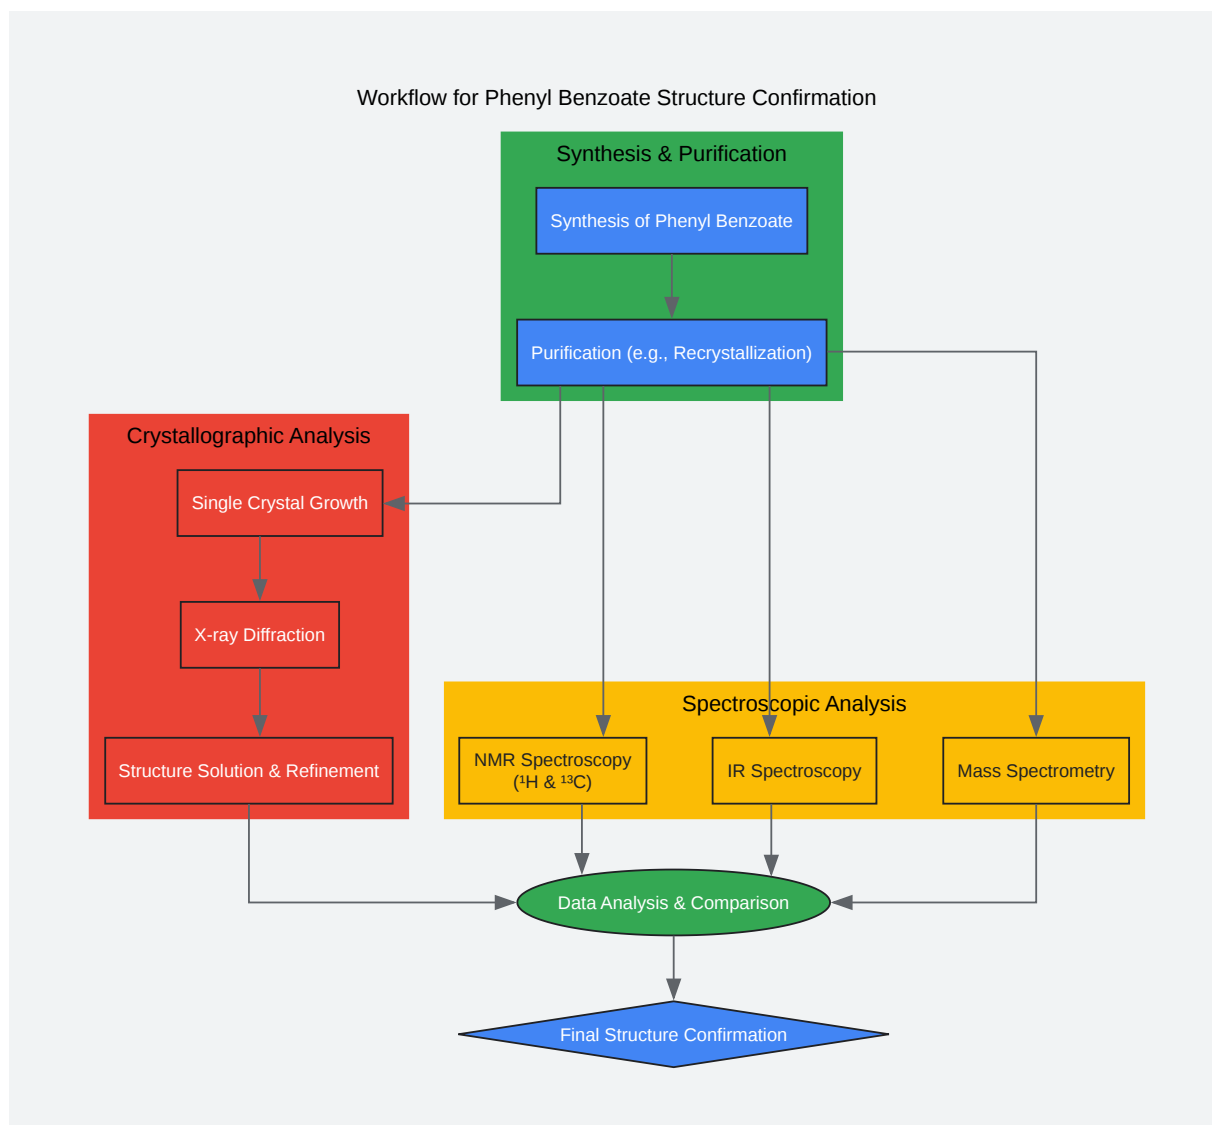 Workflow for Phenyl Benzoate Structure Confirmation
Synthesis & Purification
Synthesis of Phenyl Benzoate
Purification (e.g., Recrystallization)
Crystallographic Analysis
Single Crystal Growth
X-ray Diffraction
Structure Solution & Refinement
Spectroscopic Analysis
NMR Spectroscopy
(¹H & ¹³C)
IR Spectroscopy
Mass Spectrometry
Data Analysis & Comparison
Final Structure Confirmation